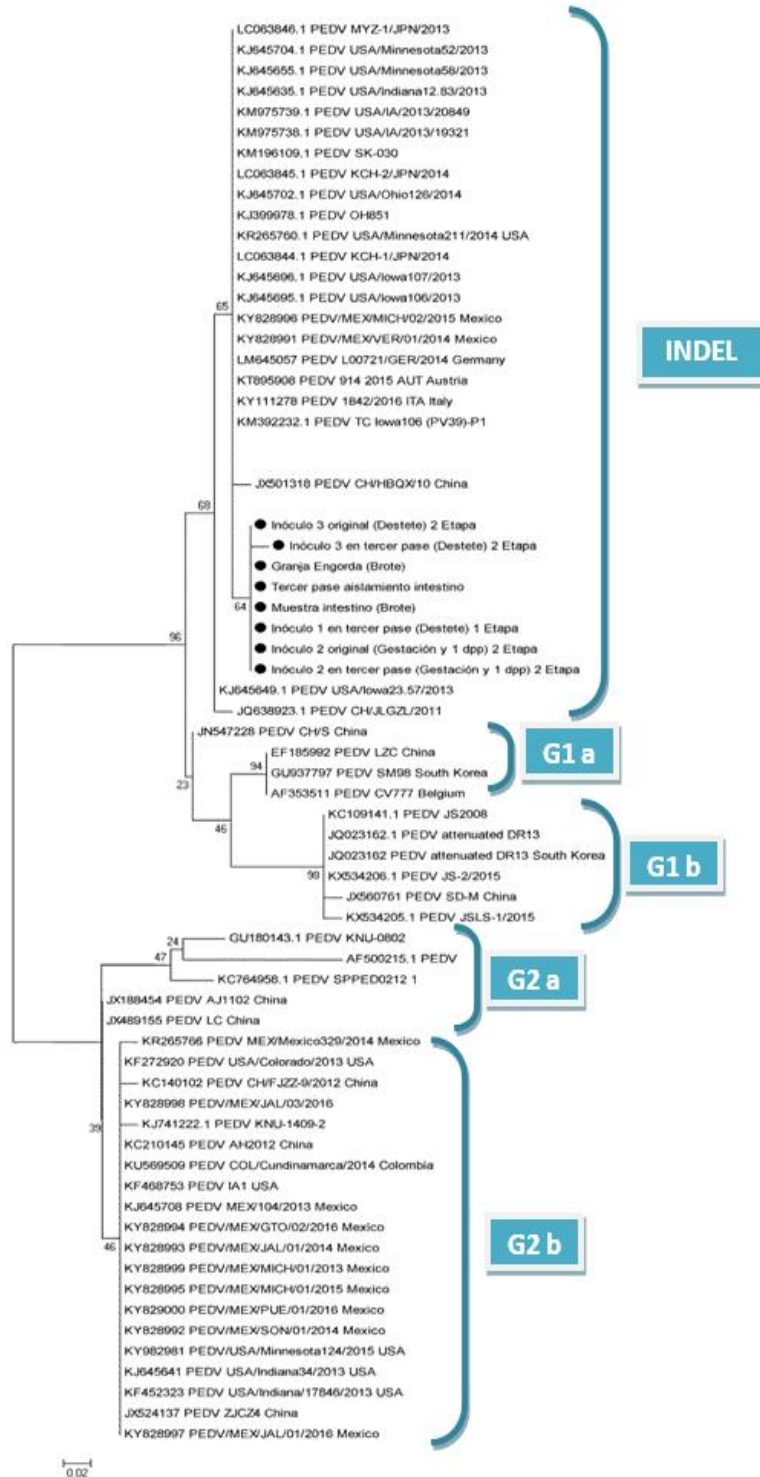 LC063846.1 PEDV MYZ-1/JPN/2013
KJ645704.1 PEDV USA/Minnesota52/2013
KJ645655.1 PEDV USA/Minnesota58/2013
KJ645635.1 PEDV USA/Indiana12.83/2013
KM975739.1 PEDV USA/IA/2013/20849
KM975738.1 PEDV USA/IA/2013/19321
KM196109.1 PEDV SK-030
LC063845.1 PEDV KCH-2/JPN/2014
KJ645702.1 PEDV USA/Ohio126/2014
KJ399978.1 PEDV OH851
KR265760.1 PEDV USA/Minnesota211/2014 USA
LC063844.1 PEDV KCH-1/JPN/2014
KJ645696.1 PEDV USA/Iowa107/2013
KJ645695.1 PEDV USA/Iowa106/2013
65
KY828996 PEDV/MEX/MICH/02/2015 Mexico
KY828991 PEDV/MEX/VER/01/2014 Mexico
INDEL
LM645057 PEDV L00721/GER/2014 Germany
KT895908 PEDV 914 2015 AUT Austria
KY111278 PEDV 1842/2016 ITA Italy
KM392232.1 PEDV TC Iowa106 (PV39)-P1
JX501318 PEDV CH/HBQX/10 China
68
Inóculo 3 original (Destete) 2 Etapa
Inóculo 3 en tercer pase (Destete) 2 Etapa
Granja Engorda (Brote)
Tercer pase aislamiento intestino
64
Muestra intestino (Brote)
Inóculo 1 en tercer pase (Destete) 1 Etapa
96
Inóculo 2 original (Gestación y 1 dpp) 2 Etapa
Inóculo 2 en tercer pase (Gestación y 1 dpp) 2 Etapa
KJ645649.1 PEDV USA/Iowa23.57/2013
JQ638923.1 PEDV CH/JLGZL/2011
JN547228 PEDV CH/S China
EF185992 PEDV LZC China
G1 a
94
GU937797 PEDV SM98 South Korea
23
AF353511 PEDV CV777 Belgium
KC109141.1 PEDV JS2008
46
JQ023162.1 PEDV attenuated DR13
JQ023162 PEDV attenuated DR13 South Korea
G1 b
98
KX534206.1 PEDV JS-2/2015
JX560761 PEDV SD-M China
KX534205.1 PEDV JSLS-1/2015
24
GU180143.1 PEDV KNU-0802
47
AF500215.1 PEDV
KC764958.1 PEDV SPPED0212 1
G2 a
JX188454 PEDV AJ1102 China
JX489155 PEDV LC China
KR265766 PEDV MEX/Mexico329/2014 Mexico
KF272920 PEDV USA/Colorado/2013 USA
KC140102 PEDV CH/FJZZ-9/2012 China
KY828998 PEDV/MEX/JAL/03/2016
39
KJ741222.1 PEDV KNU-1409-2
KC210145 PEDV AH2012 China
KU569509 PEDV COL/Cundinamarca/2014 Colombia
KF468753 PEDV IA1 USA
KJ645708 PEDV MEX/104/2013 Mexico
KY828994 PEDV/MEX/GTO/02/2016 Mexico
46
KY828993 PEDV/MEX/JAL/01/2014 Mexico
G2 b
KY828999 PEDV/MEX/MICH/01/2013 Mexico
KY828995 PEDV/MEX/MICH/01/2015 Mexico
KY829000 PEDV/MEX/PUE/01/2016 Mexico
KY828992 PEDV/MEX/SON/01/2014 Mexico
KY982981 PEDV/USA/Minnesota124/2015 USA
KJ645641 PEDV USA/Indiana34/2013 USA
KF452323 PEDV USA/Indiana/17846/2013 USA
JX524137 PEDV ZJCZ4 China
KY828997 PEDV/MEX/JAL/01/2016 Mexico
0.02